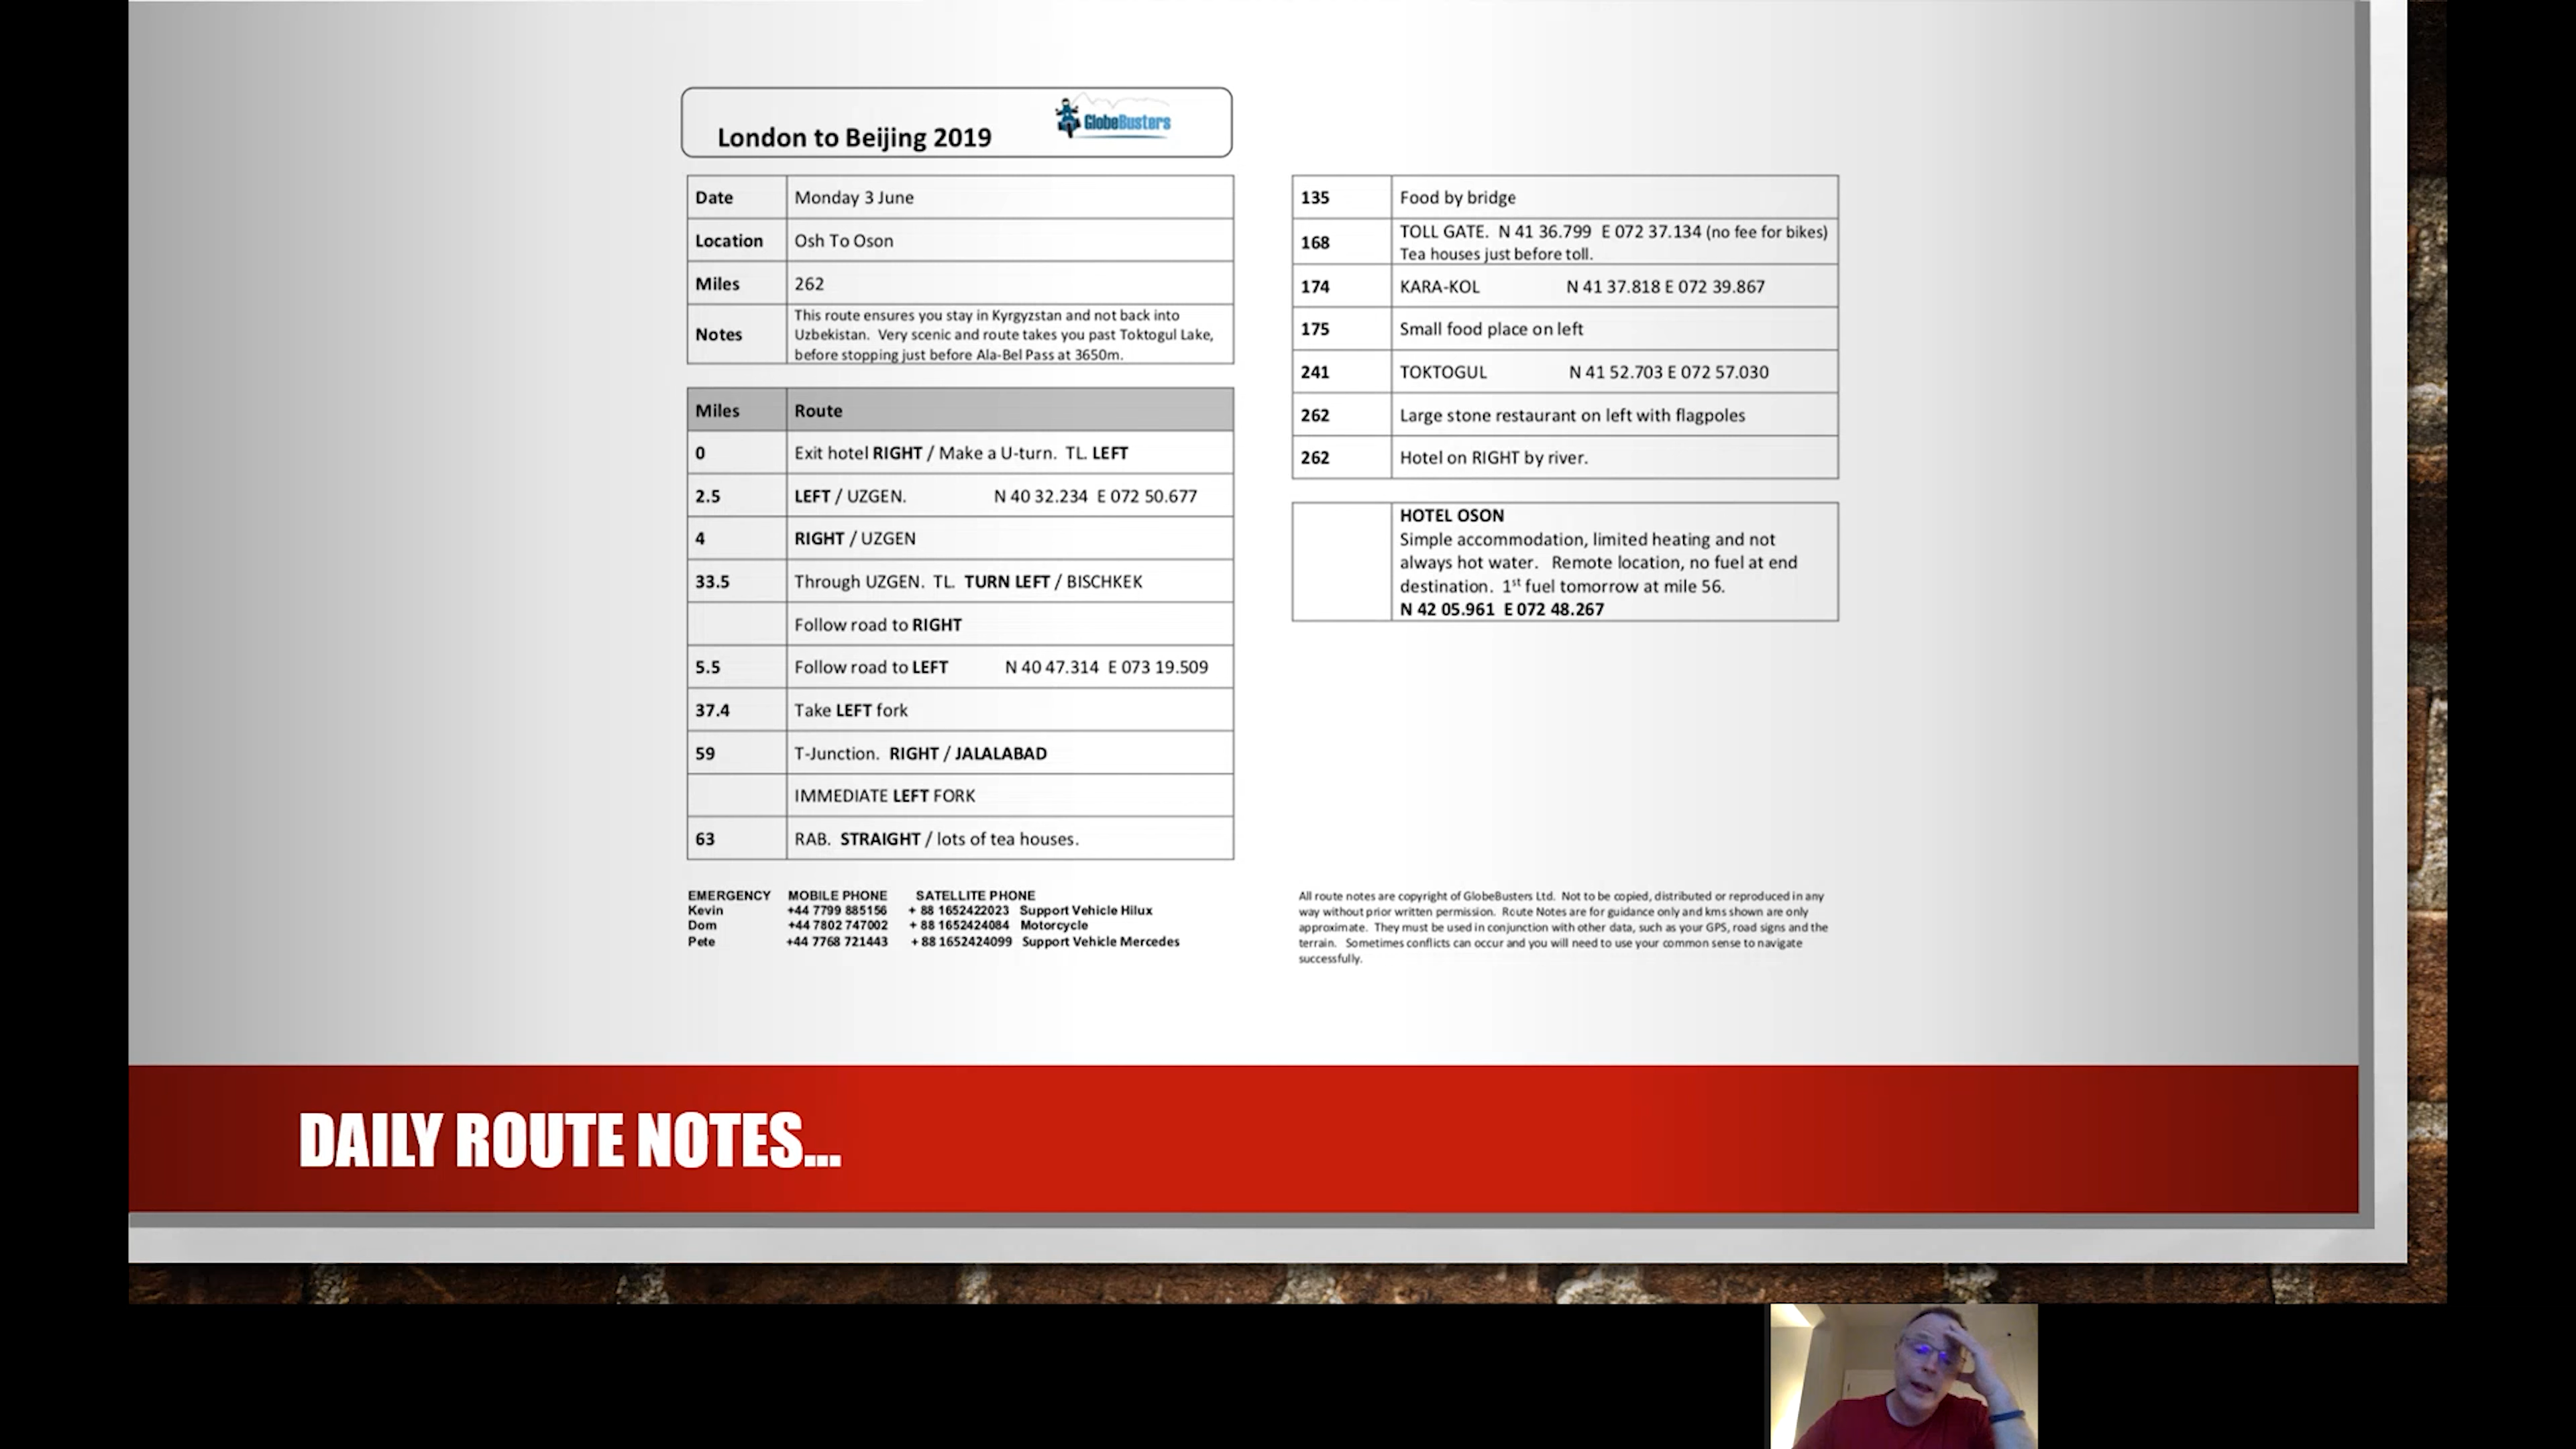 London to Beijing 2019
GlobeBusters
Date Monday 3 June
Location Osh To Oson
Miles 262
Notes This route ensures you stay in Kyrgyzstan and not back into
Uzbekistan. Very scenic and route takes you past Toktogul Lake,
before stopping just before Ala-Bel Pass at 3650m.
Miles Route
0 Exit hotel RIGHT / Make a U-turn. TL. LEFT
2.5 LEFT / UZGEN. N 40 32.234 E 072 50.677
4 RIGHT / UZGEN
33.5 Through UZGEN. TL. TURN LEFT / BISCHKEK
Follow road to RIGHT
5.5 Follow road to LEFT N 40 47.314 E 073 19.509
37.4 Take LEFT fork
59 T-Junction. RIGHT / JALALABAD
IMMEDIATE LEFT FORK
63 RAB. STRAIGHT / lots of tea houses.
EMERGENCY MOBILE PHONE SATELLITE PHONE
Kevin +44 7799 885156 + 88 1652422023 Support Vehicle Hilux
Dom +44 7802 747002 + 88 1652424084 Motorcycle
Pete +44 7768 721443 + 88 1652424099 Support Vehicle Mercedes
135 Food by bridge
168 TOLL GATE. N 41 36.799 E 072 37.134 (no fee for bikes)
Tea houses just before toll.
174 KARA-KOL N 41 37.818 E 072 39.867
175 Small food place on left
241 TOKTOGUL N 41 52.703 E 072 57.030
262 Large stone restaurant on left with flagpoles
262 Hotel on RIGHT by river.
HOTEL OSON
Simple accommodation, limited heating and not
always hot water. Remote location, no fuel at end
destination. 1st fuel tomorrow at mile 56.
N 42 05.961 E 072 48.267
All route notes are copyright of GlobeBusters Ltd. Not to be copied, distributed or reproduced in any
way without prior written permission. Route Notes are for guidance only and kms shown are only
approximate. They must be used in conjunction with other data, such as your GPS, road signs and the
terrain. Sometimes conflicts can occur and you will need to use your common sense to navigate
successfully.
DAILY ROUTE NOTES...